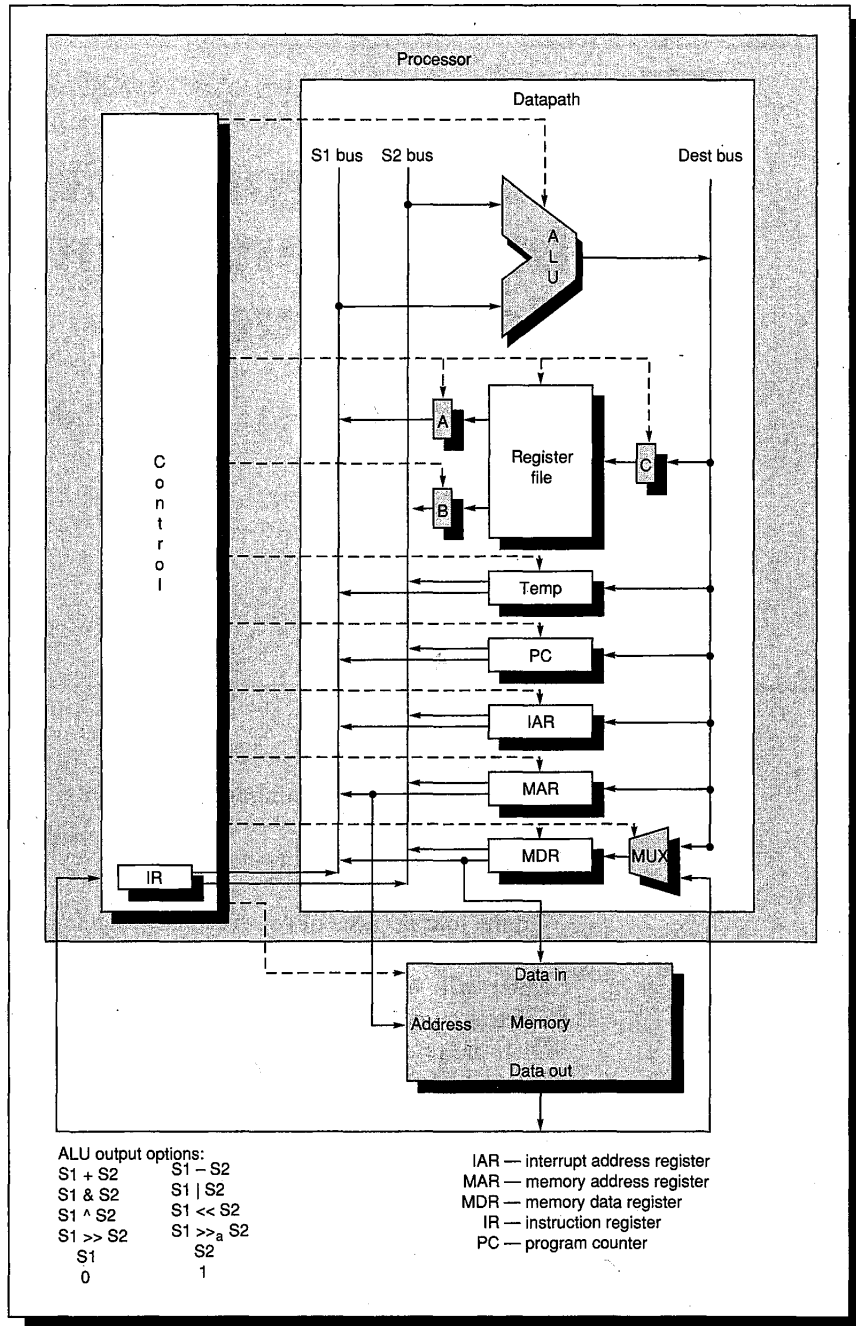 Processor
Datapath
S1 bus
S2 bus
Dest bus
A
L
U
C
o
n
t
r
o
l
A
B
Register
file
C
Temp
PC
IAR
MAR
MDR
MUX
IR
Data in
Address
Memory
Data out
ALU output options:
S1 + S2
S1 – S2
S1 & S2
S1 | S2
S1 ^ S2
S1 << S2
S1 >> S2
S1 >>a S2
S1
S2
0
1
IAR — interrupt address register
MAR — memory address register
MDR — memory data register
IR — instruction register
PC — program counter